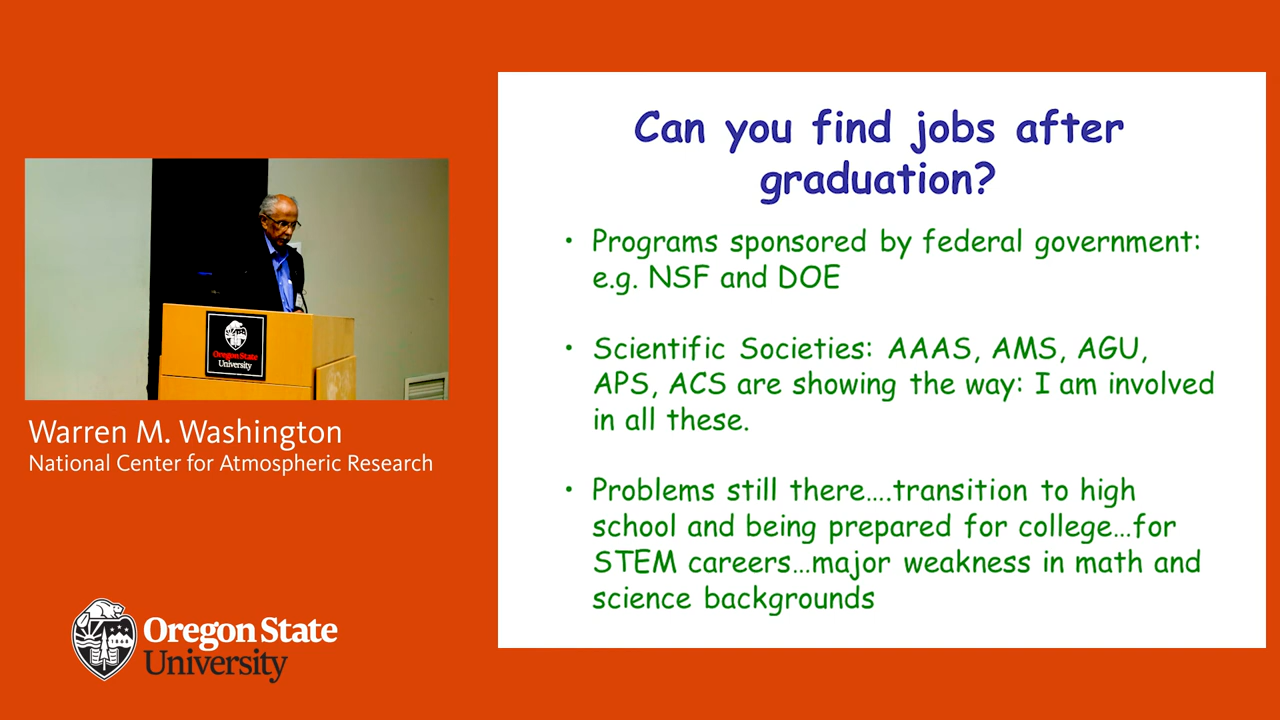 Can you find jobs after
graduation?
• Programs sponsored by federal government:
e.g. NSF and DOE
• Scientific Societies: AAAS, AMS, AGU,
APS, ACS are showing the way: I am involved
in all these.
• Problems still there....transition to high
school and being prepared for college...for
STEM careers...major weakness in math and
science backgrounds
Oregon State
University
Warren M. Washington
National Center for Atmospheric Research
Oregon State
University